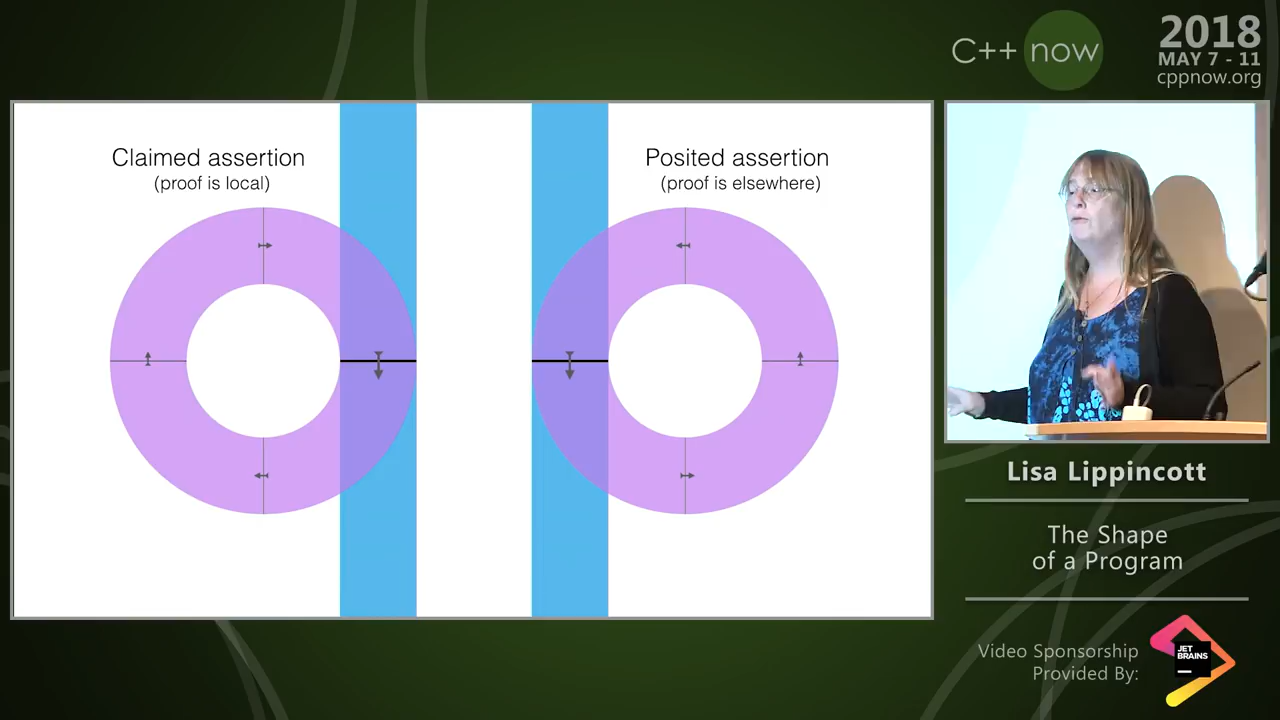 C++ now
2018
MAY 7 - 11
cppnow.org
Claimed assertion
(proof is local)
Posited assertion
(proof is elsewhere)
Lisa Lippincott
The Shape
of a Program
Video Sponsorship
Provided By:
JET
BRAINS